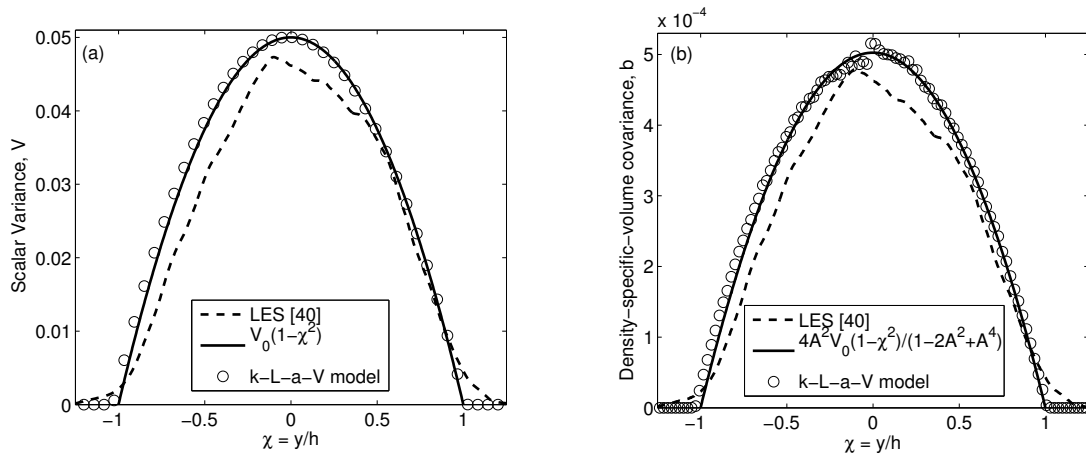 (a)
Scalar Variance, V
0.05
0.04
0.03
0.02
0.01
0
−1
−0.5
0
0.5
1
χ = y/h
LES [40]
V₀(1−χ²)
k−L−a−V model
x 10⁻⁴
(b)
Density−specific−volume covariance, b
5
4
3
2
1
0
−1
−0.5
0
0.5
1
χ = y/h
LES [40]
4A²V₀(1−χ²)/(1−2A²+A⁴)
k−L−a−V model